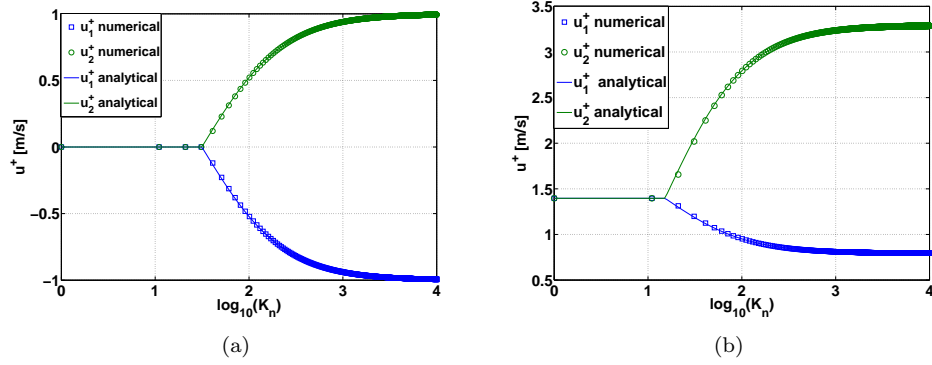 u₁⁺ numerical
u₂⁺ numerical
u₁⁺ analytical
u₂⁺ analytical
1
0.5
0
−0.5
−1
u⁺ [m/s]
0 1 2 3 4
log₁₀(Kₙ)
(a)
u₁⁺ numerical
u₂⁺ numerical
u₁⁺ analytical
u₂⁺ analytical
3.5
3
2.5
2
1.5
1
0.5
u⁺ [m/s]
0 1 2 3 4
log₁₀(Kₙ)
(b)